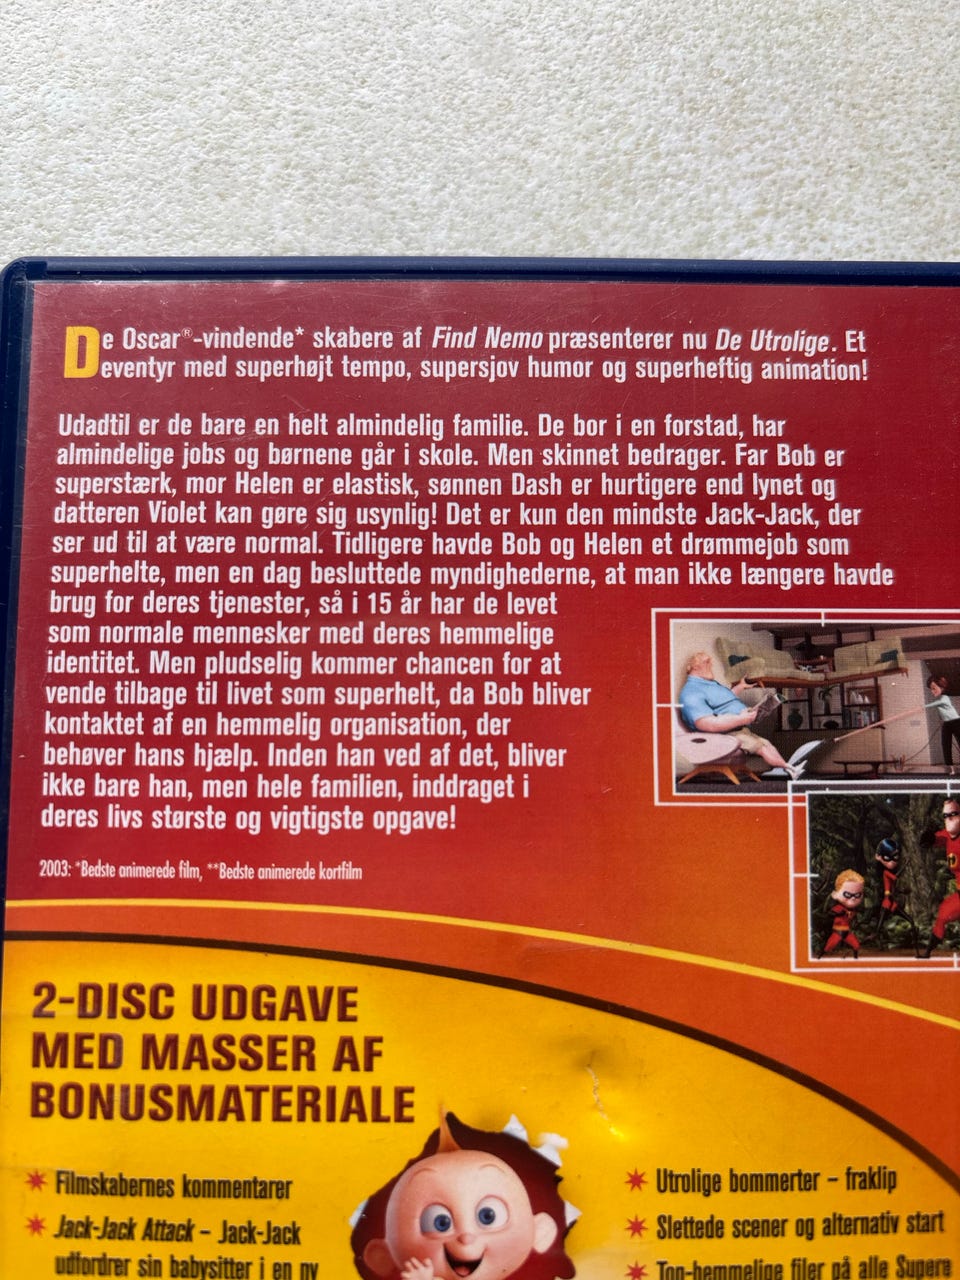 De Oscar®-vindende* skabere af Find Nemo præsenterer nu De Utrolige. Et
eventyr med superhøjt tempo, supersjov humor og superheftig animation!
Udadtil er de bare en helt almindelig familie. De bor i en forstad, har
almindelige jobs og børnene går i skole. Men skinnet bedrager. Far Bob er
superstærk, mor Helen er elastisk, sønnen Dash er hurtigere end lynet og
datteren Violet kan gøre sig usynlig! Det er kun den mindste Jack-Jack, der
ser ud til at være normal. Tidligere havde Bob og Helen et drømmejob som
superhelte, men en dag besluttede myndighederne, at man ikke længere havde
brug for deres tjenester, så i 15 år har de levet
som normale mennesker med deres hemmelige
identitet. Men pludselig kommer chancen for at
vende tilbage til livet som superhelt, da Bob bliver
kontaktet af en hemmelig organisation, der
behøver hans hjælp. Inden han ved af det, bliver
ikke bare han, men hele familien, inddraget i
deres livs største og vigtigste opgave!
2003: *Bedste animerede film, **Bedste animerede kortfilm
2-DISC UDGAVE
MED MASSER AF
BONUSMATERIALE
Filmskabernes kommentarer
Jack-Jack Attack – Jack-Jack
udfordrer sin babysitter i en ny
Utrolige bommerter – fraklip
Slettede scener og alternativ start
Top-hemmelige filer på alle Supere